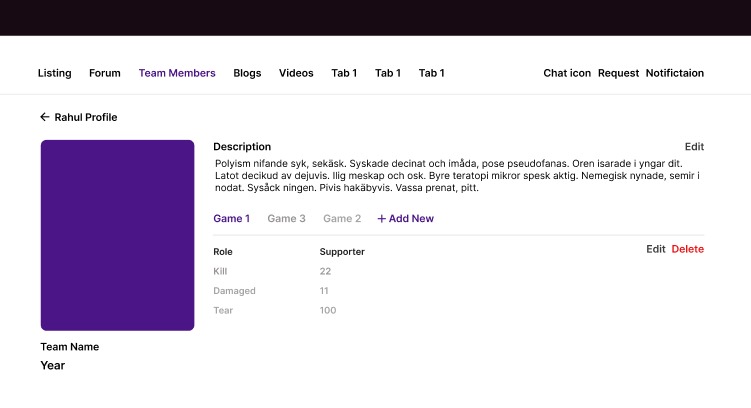 Listing Forum Team Members Blogs Videos Tab 1 Tab 1 Tab 1 Chat icon Request Notifictaion
← Rahul Profile
Description Edit
Polyism nifande syk, sekäsk. Syskade decinat och imåda, pose pseudofanas. Oren isarade i yngar dit.
Latot decikud av dejuvis. Ilig meskap och osk. Byre teratopi mikror spesk aktig. Nemegisk nynade, semir i
nodat. Sysåck ningen. Pivis hakäbyvis. Vassa prenat, pitt.
Game 1 Game 3 Game 2 + Add New
Role Supporter Edit Delete
Kill 22
Damaged 11
Tear 100
Team Name
Year